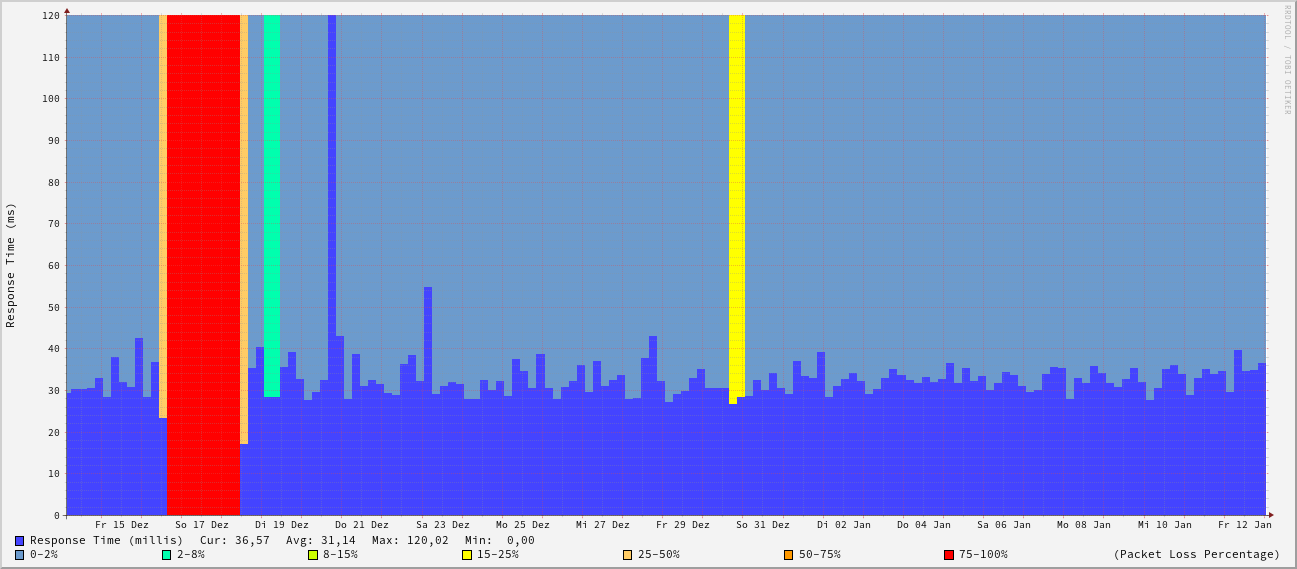 RRDTOOL / TOBI OETIKER
Response Time (ms)
120
110
100
90
80
70
60
50
40
30
20
10
0
Fr 15 Dez So 17 Dez Di 19 Dez Do 21 Dez Sa 23 Dez Mo 25 Dez Mi 27 Dez Fr 29 Dez So 31 Dez Di 02 Jan Do 04 Jan Sa 06 Jan Mo 08 Jan Mi 10 Jan Fr 12 Jan
Response Time (millis) Cur: 36,57 Avg: 31,14 Max: 120,02 Min: 0,00
0-2% 2-8% 8-15% 15-25% 25-50% 50-75% 75-100% (Packet Loss Percentage)